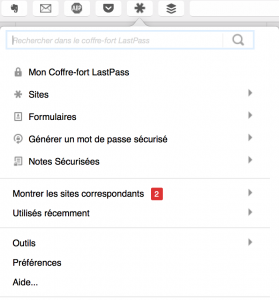 ABP
Rechercher dans le coffre-fort LastPass
Mon Coffre-fort LastPass
Sites
Formulaires
Générer un mot de passe sécurisé
Notes Sécurisées
Montrer les sites correspondants 2
Utilisés récemment
Outils
Préférences
Aide...